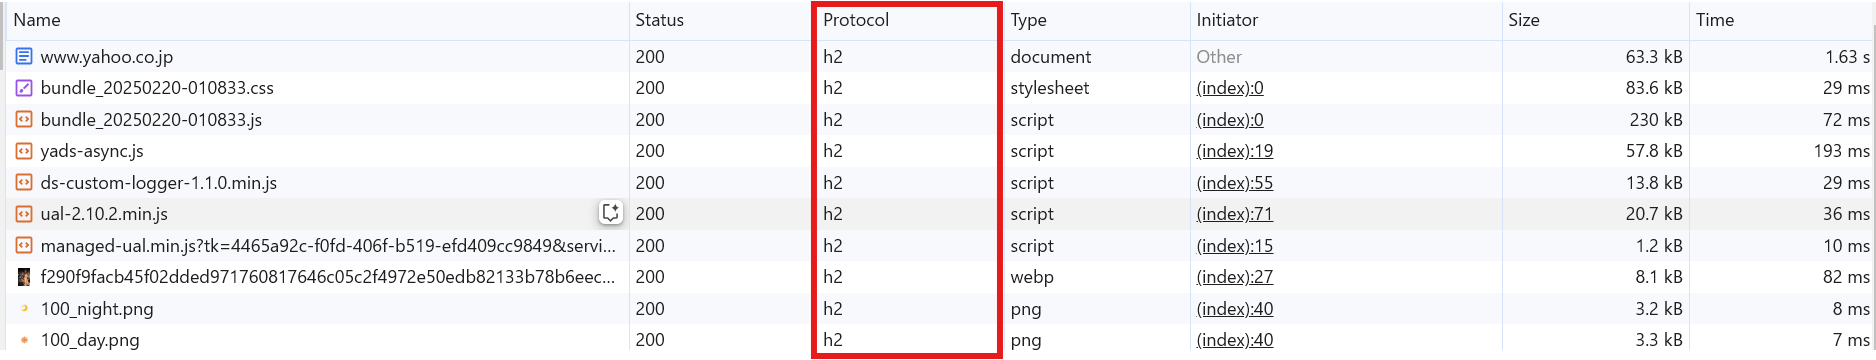 Name Status Protocol Type Initiator Size Time
www.yahoo.co.jp 200 h2 document Other 63.3 kB 1.63 s
bundle_20250220-010833.css 200 h2 stylesheet (index):0 83.6 kB 29 ms
bundle_20250220-010833.js 200 h2 script (index):0 230 kB 72 ms
yads-async.js 200 h2 script (index):19 57.8 kB 193 ms
ds-custom-logger-1.1.0.min.js 200 h2 script (index):55 13.8 kB 29 ms
ual-2.10.2.min.js 200 h2 script (index):71 20.7 kB 36 ms
managed-ual.min.js?tk=4465a92c-f0fd-406f-b519-efd409cc9849&servi... 200 h2 script (index):15 1.2 kB 10 ms
f290f9facb45f02dded971760817646c05c2f4972e50edb82133b78b6eec... 200 h2 webp (index):27 8.1 kB 82 ms
100_night.png 200 h2 png (index):40 3.2 kB 8 ms
100_day.png 200 h2 png (index):40 3.3 kB 7 ms